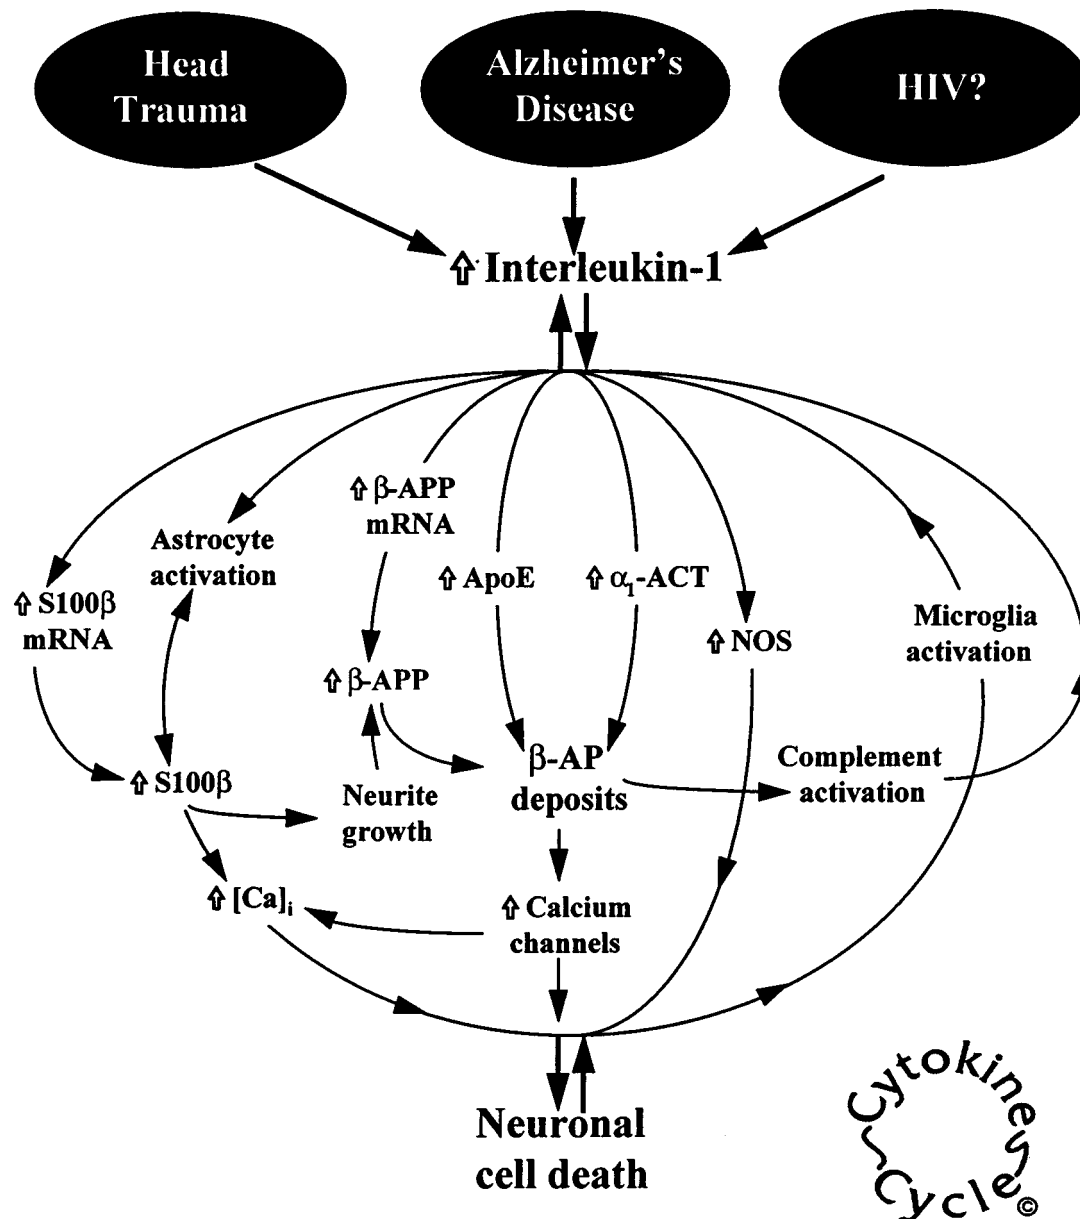 Head
Trauma
Alzheimer's
Disease
HIV?
⇧ Interleukin-1
⇧ β-APP
mRNA
Astrocyte
activation
⇧ ApoE
⇧ α₁-ACT
⇧ S100β
mRNA
Microglia
activation
⇧ NOS
⇧ β-APP
β-AP
deposits
Complement
activation
⇧ S100β
Neurite
growth
⇧ [Ca]ᵢ
⇧ Calcium
channels
Neuronal
cell death
Cytokine
Cycle©